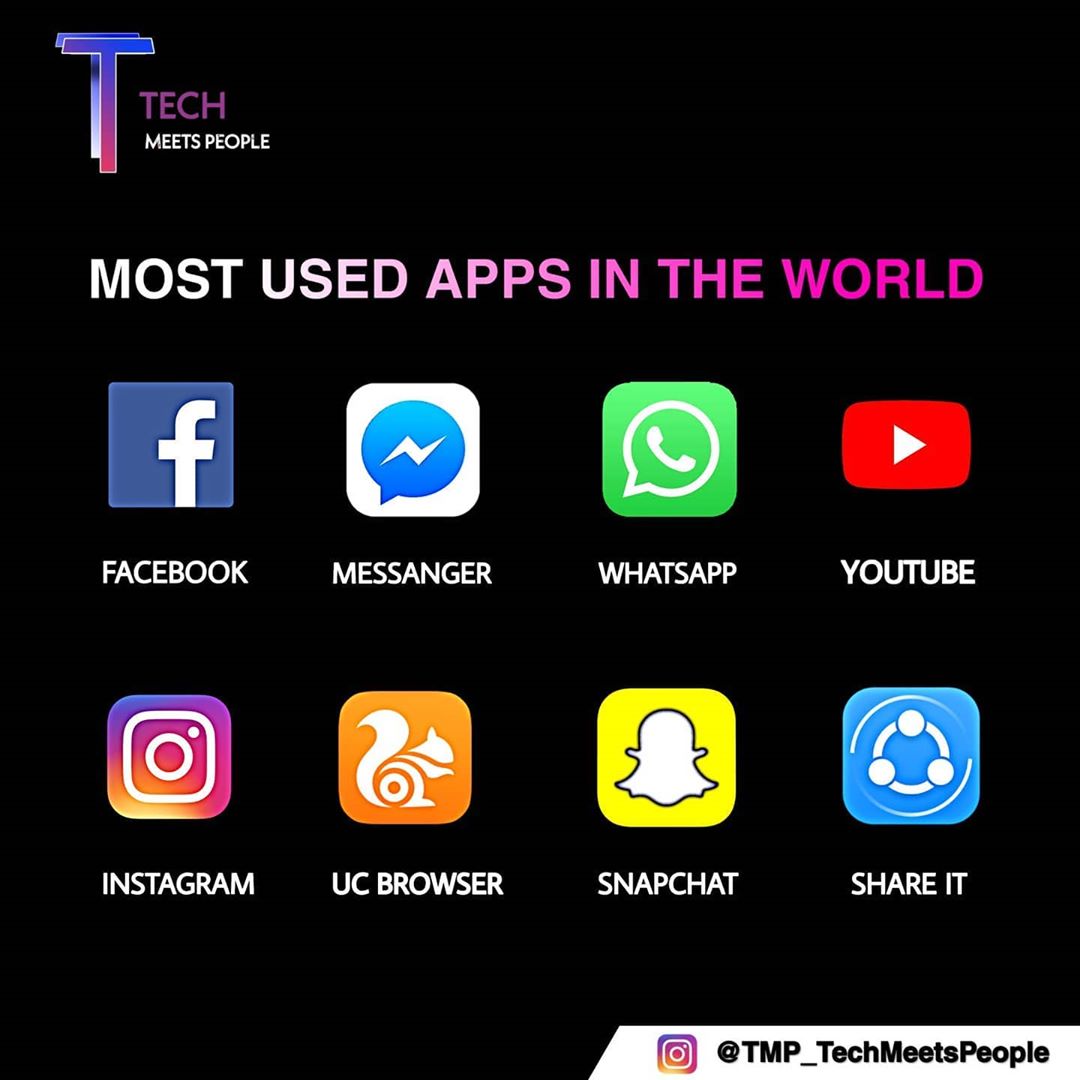 TECH
MEETS PEOPLE
MOST USED APPS IN THE WORLD
FACEBOOK MESSANGER WHATSAPP YOUTUBE
INSTAGRAM UC BROWSER SNAPCHAT SHARE IT
@TMP_TechMeetsPeople